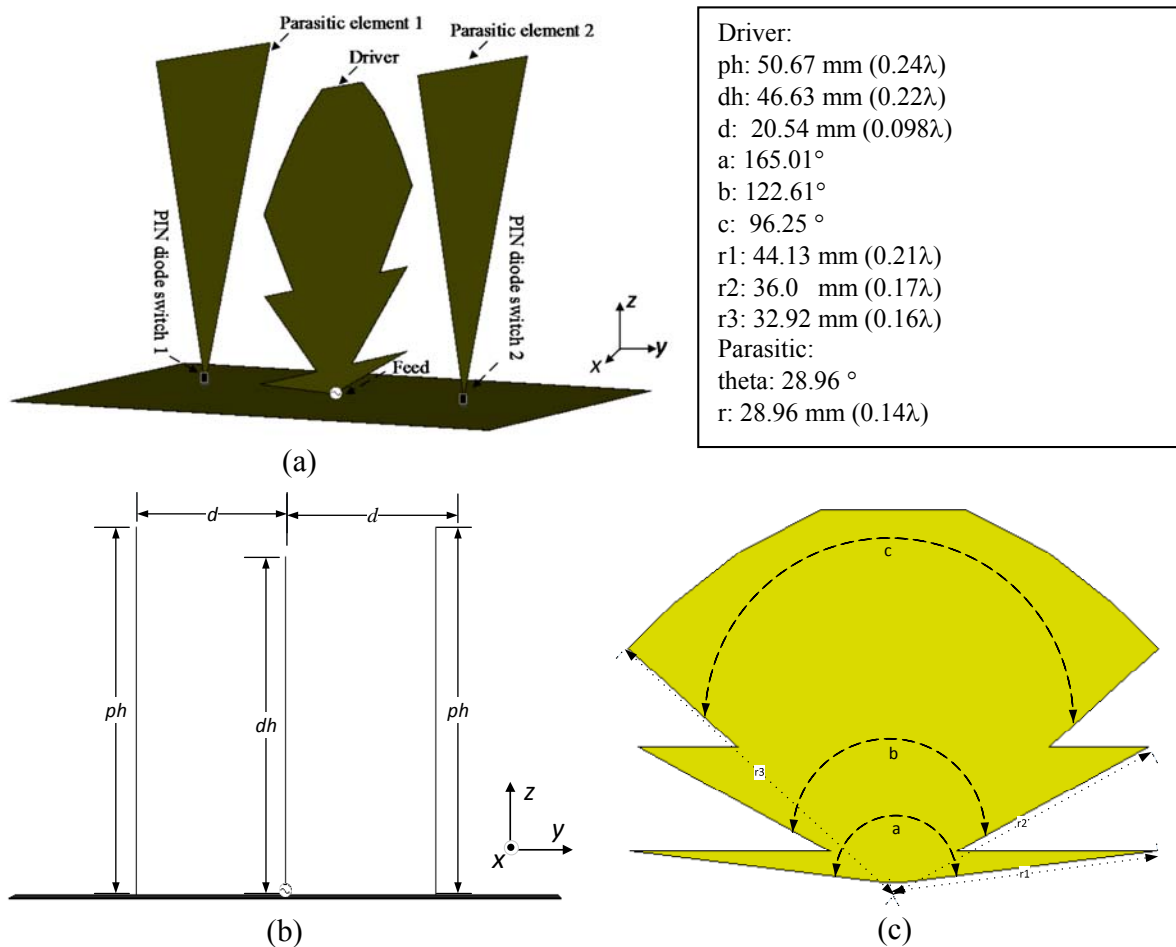 Parasitic element 1
Parasitic element 2
Driver
PIN diode switch 1
PIN diode switch 2
Feed
z
y
x
(a)
Driver:
ph: 50.67 mm (0.24λ)
dh: 46.63 mm (0.22λ)
d: 20.54 mm (0.098λ)
a: 165.01°
b: 122.61°
c: 96.25 °
r1: 44.13 mm (0.21λ)
r2: 36.0 mm (0.17λ)
r3: 32.92 mm (0.16λ)
Parasitic:
theta: 28.96 °
r: 28.96 mm (0.14λ)
d
d
ph
dh
ph
z
y
x
(b)
c
b
r3
a
r2
r1
(c)